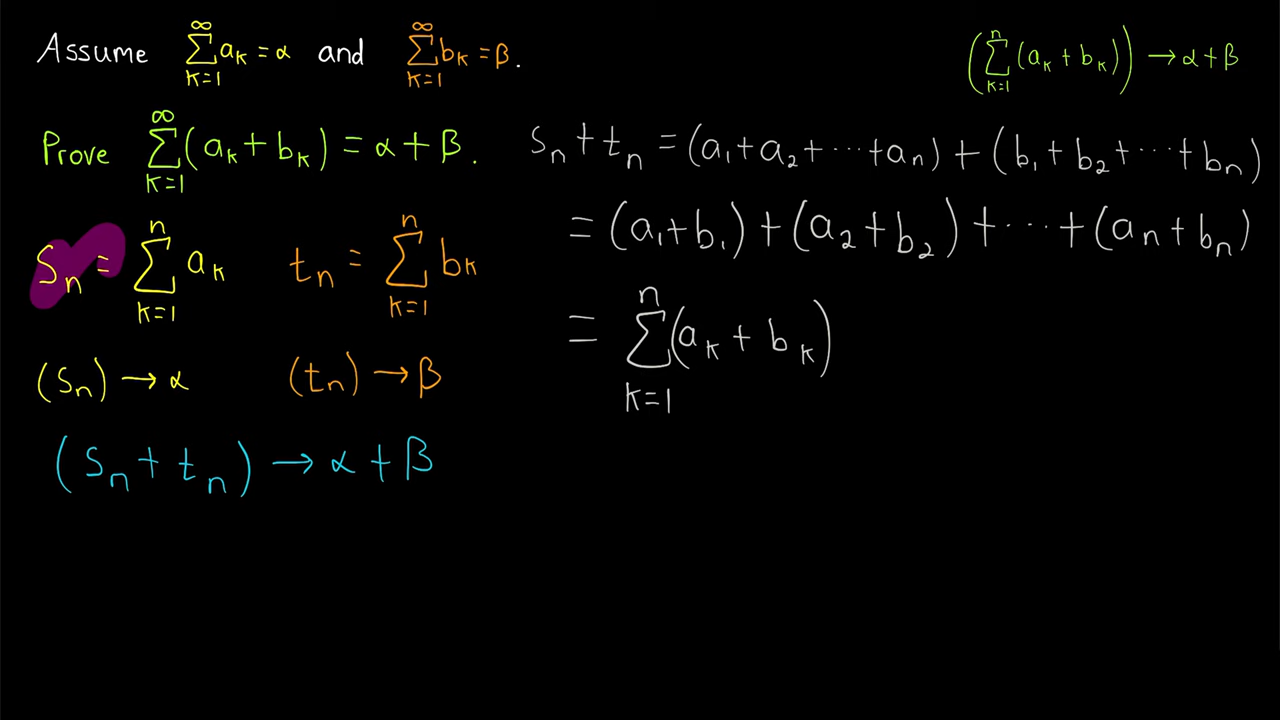 Assume ∑_{k=1}^{∞} a_k = α and ∑_{k=1}^{∞} b_k = β.
Prove ∑_{k=1}^{∞} (a_k + b_k) = α + β.
S_n = ∑_{k=1}^{n} a_k    t_n = ∑_{k=1}^{n} b_k
(S_n) → α    (t_n) → β
(S_n + t_n) → α + β
(∑_{k=1}^{n} (a_k + b_k)) → α + β
S_n + t_n = (a_1 + a_2 + ⋯ + a_n) + (b_1 + b_2 + ⋯ + b_n)
= (a_1 + b_1) + (a_2 + b_2) + ⋯ + (a_n + b_n)
= ∑_{k=1}^{n} (a_k + b_k)